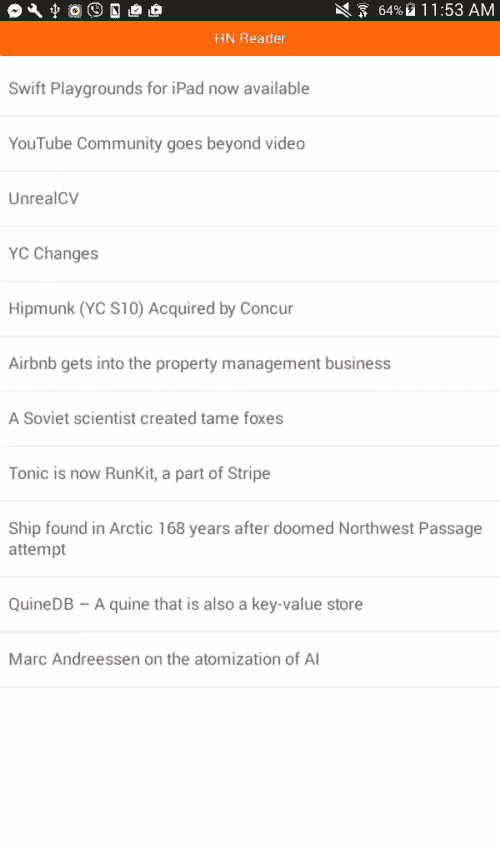 64% 11:53 AM
HN Reader
Swift Playgrounds for iPad now available
YouTube Community goes beyond video
UnrealCV
YC Changes
Hipmunk (YC S10) Acquired by Concur
Airbnb gets into the property management business
A Soviet scientist created tame foxes
Tonic is now RunKit, a part of Stripe
Ship found in Arctic 168 years after doomed Northwest Passage
attempt
QuineDB – A quine that is also a key-value store
Marc Andreessen on the atomization of AI